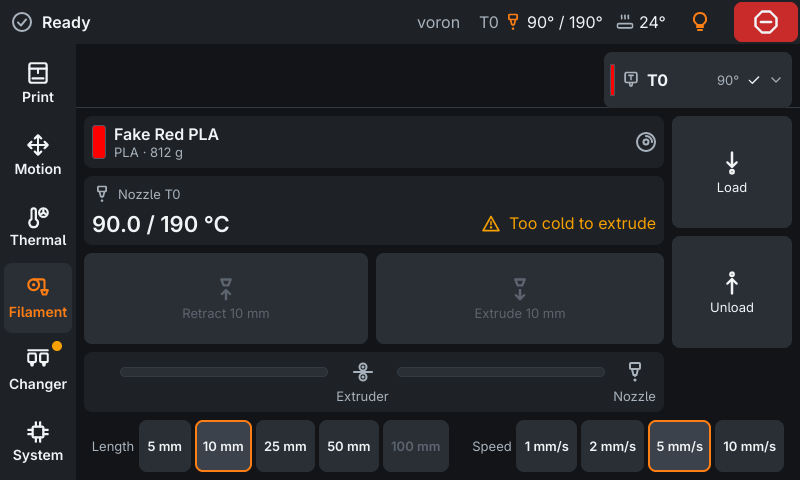 Ready
voron T0 90° / 190° 24°
Print
Motion
Thermal
Filament
Changer
System
T0 90°
Fake Red PLA
PLA · 812 g
Nozzle T0
90.0 / 190 °C
Too cold to extrude
Retract 10 mm
Extrude 10 mm
Load
Unload
Extruder
Nozzle
Length 5 mm 10 mm 25 mm 50 mm 100 mm Speed 1 mm/s 2 mm/s 5 mm/s 10 mm/s